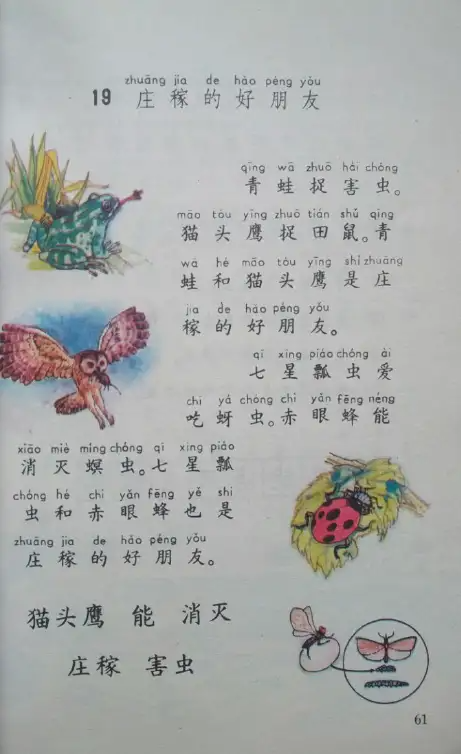 zhuāng jia de hǎo péng yǒu
19 庄稼的好朋友
qīng wā zhuō hài chóng
青蛙捉害虫。
māo tóu yīng zhuō tián shǔ qīng
猫头鹰捉田鼠。青
wā hé māo tóu yīng shì zhuāng
蛙和猫头鹰是庄
jia de hǎo péng yǒu
稼的好朋友。
qī xīng piáo chóng ài
七星瓢虫爱
chī yá chóng chì yǎn fēng néng
吃蚜虫。赤眼蜂能
xiāo miè míng chóng qī xīng piáo
消灭螟虫。七星瓢
chóng hé chì yǎn fēng yě shì
虫和赤眼蜂也是
zhuāng jia de hǎo péng yǒu
庄稼的好朋友。
猫头鹰 能 消灭
庄稼 害虫
61